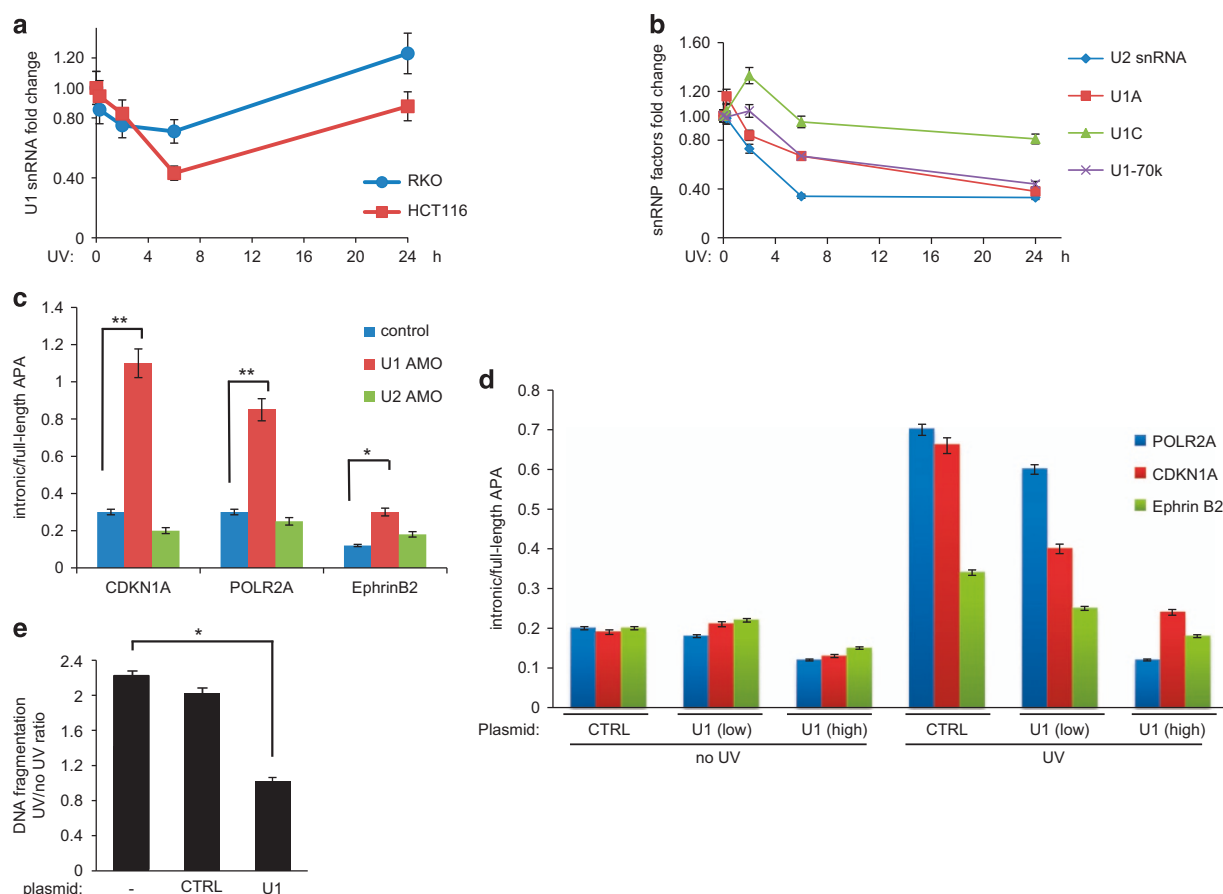 a
U1 snRNA fold change
1.20
1.00
0.80
0.40
0
UV: 0 4 8 12 16 20 24 h
RKO
HCT116
b
snRNP factors fold change
1.60
1.20
1.00
0.80
0.40
0
UV: 0 4 8 12 16 20 24 h
U2 snRNA
U1A
U1C
U1-70k
c
intronic/full-length APA
1.4
1.2
1
0.8
0.6
0.4
0.2
0
**
**
*
control
U1 AMO
U2 AMO
CDKN1A POLR2A EphrinB2
d
intronic/full-length APA
0.8
0.7
0.6
0.5
0.4
0.3
0.2
0.1
0
POLR2A
CDKN1A
Ephrin B2
Plasmid: CTRL U1 (low) U1 (high) CTRL U1 (low) U1 (high)
no UV UV
e
DNA fragmentation
UV/no UV ratio
2.4
2
1.6
1.2
0.8
0.4
0
*
plasmid: - CTRL U1